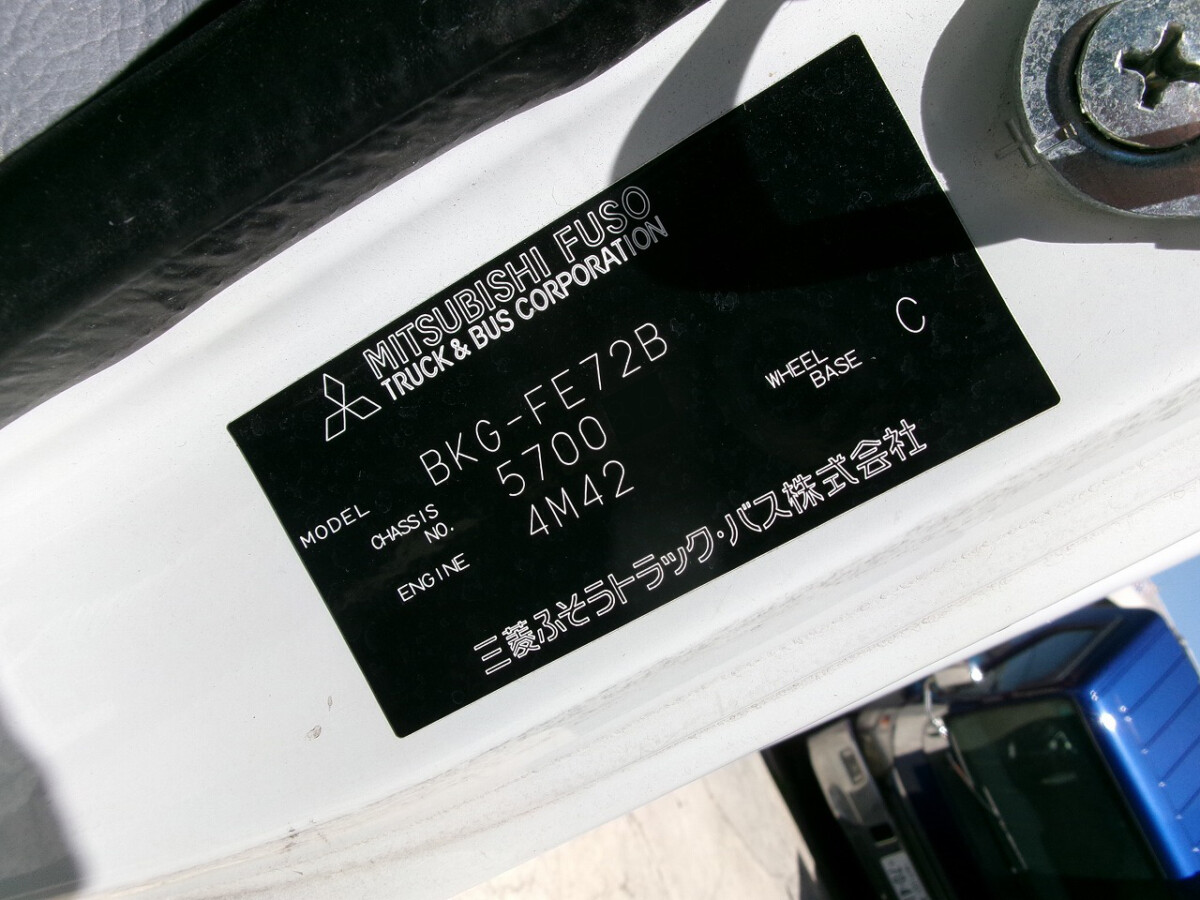 MITSUBISHI FUSO
TRUCK & BUS CORPORATION
MODEL BKG-FE72B
CHASSIS NO. 5700
WHEEL BASE C
ENGINE 4M42
三菱ふそうトラック・バス株式会社